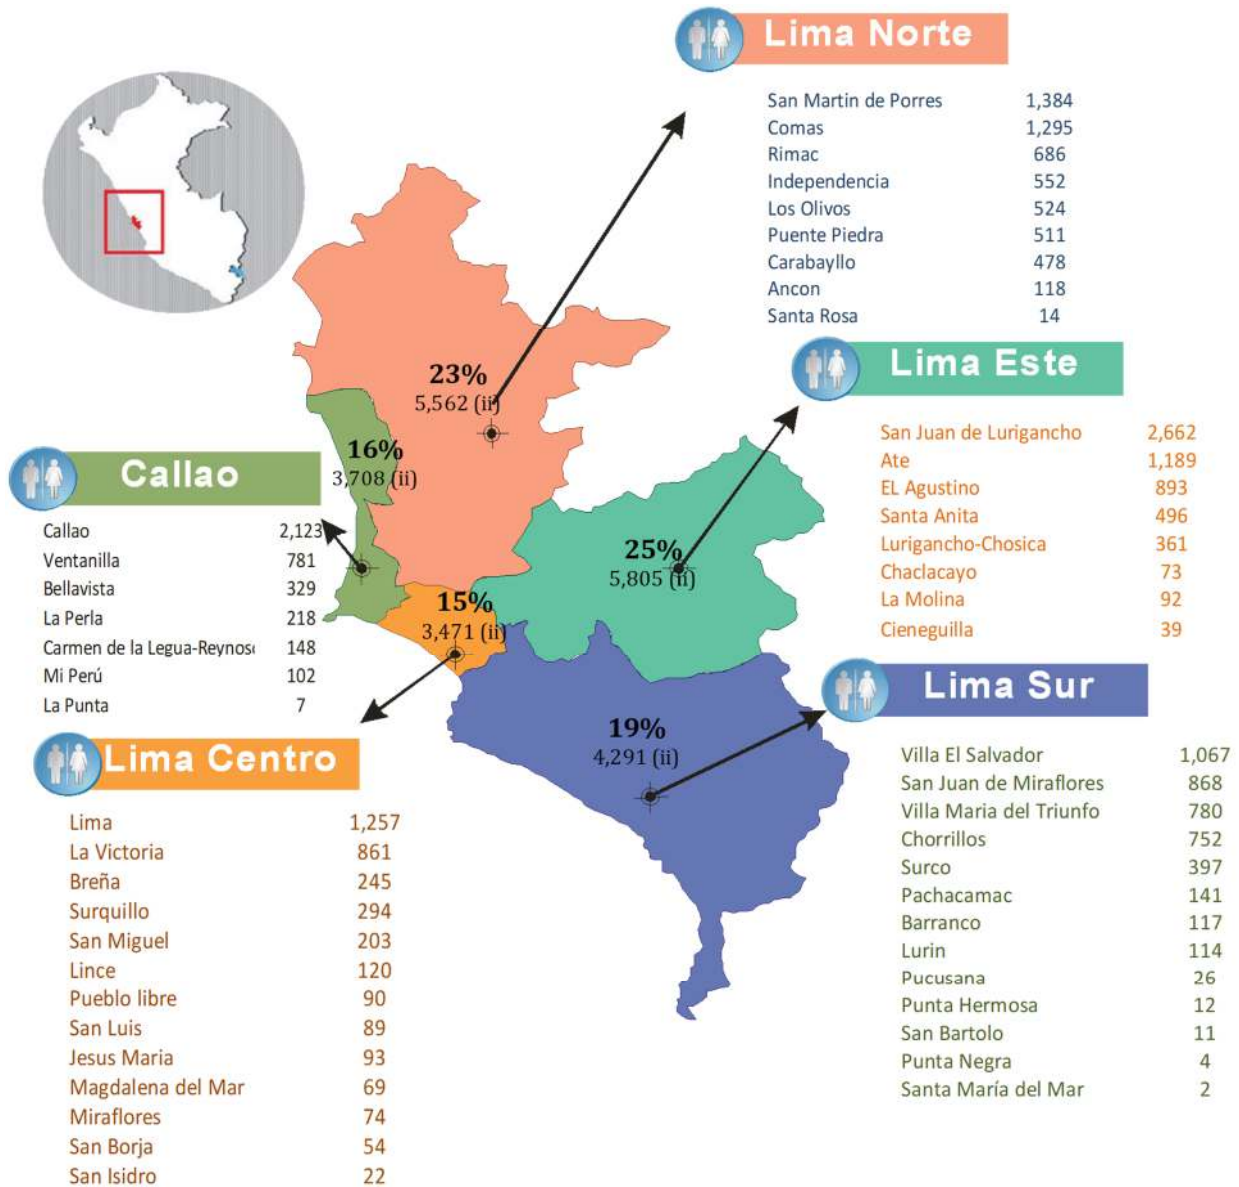 Lima Norte
San Martin de Porres 1,384
Comas 1,295
Rimac 686
Independencia 552
Los Olivos 524
Puente Piedra 511
Carabayllo 478
Ancon 118
Santa Rosa 14
23%
5,562 (ii)
Lima Este
San Juan de Lurigancho 2,662
Ate 1,189
EL Agustino 893
Santa Anita 496
Lurigancho-Chosica 361
Chaclacayo 73
La Molina 92
Cieneguilla 39
16%
3,708 (ii)
Callao
Callao 2,123
Ventanilla 781
Bellavista 329
La Perla 218
Carmen de la Legua-Reynoso 148
Mi Perú 102
La Punta 7
25%
5,805 (ii)
15%
3,471 (ii)
Lima Sur
Villa El Salvador 1,067
San Juan de Miraflores 868
Villa Maria del Triunfo 780
Chorrillos 752
Surco 397
Pachacamac 141
Barranco 117
Lurin 114
Pucusana 26
Punta Hermosa 12
San Bartolo 11
Punta Negra 4
Santa María del Mar 2
19%
4,291 (ii)
Lima Centro
Lima 1,257
La Victoria 861
Breña 245
Surquillo 294
San Miguel 203
Lince 120
Pueblo libre 90
San Luis 89
Jesus Maria 93
Magdalena del Mar 69
Miraflores 74
San Borja 54
San Isidro 22